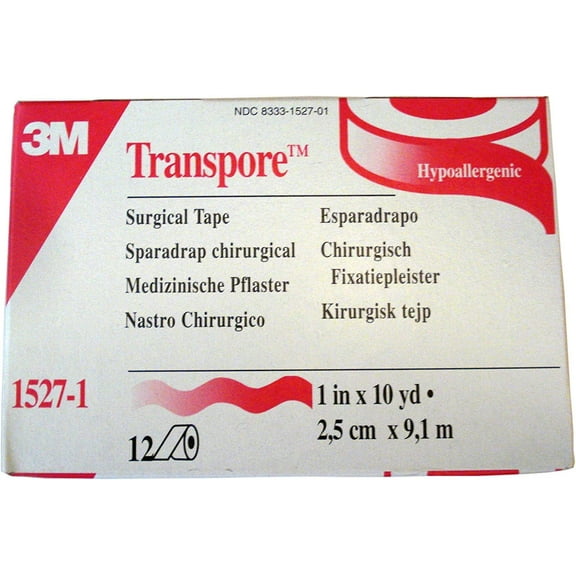 NDC 8333-1527-01
3M
Transpore™
Hypoallergenic
Surgical Tape
Sparadrap chirurgical
Medizinische Pflaster
Nastro Chirurgico
Esparadrapo
Chirurgisch
Fixatiepleister
Kirurgisk tejp
1527-1
12
1 in x 10 yd •
2,5 cm x 9,1 m